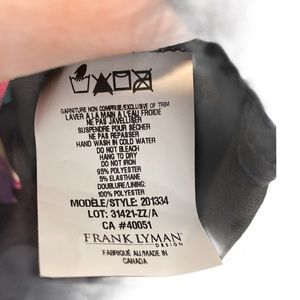 GARNITURE NON COMPRISE/EXCLUSIVE OF TRIM
LAVER A LA MAIN A L'EAU FROIDE
NE PAS JAVELLISER
SUSPENDRE POUR SÉCHER
NE PAS REPASSER
HAND WASH IN COLD WATER
DO NOT BLEACH
HANG TO DRY
DO NOT IRON
95% POLYESTER
5% ELASTHANE
DOUBLURE/LINING:
100% POLYESTER
MODÈLE/STYLE: 201334
LOT: 31421-ZZ/A
CA #40051
FRANK LYMAN
DESIGN
FABRIQUÉ AU/MADE IN
CANADA